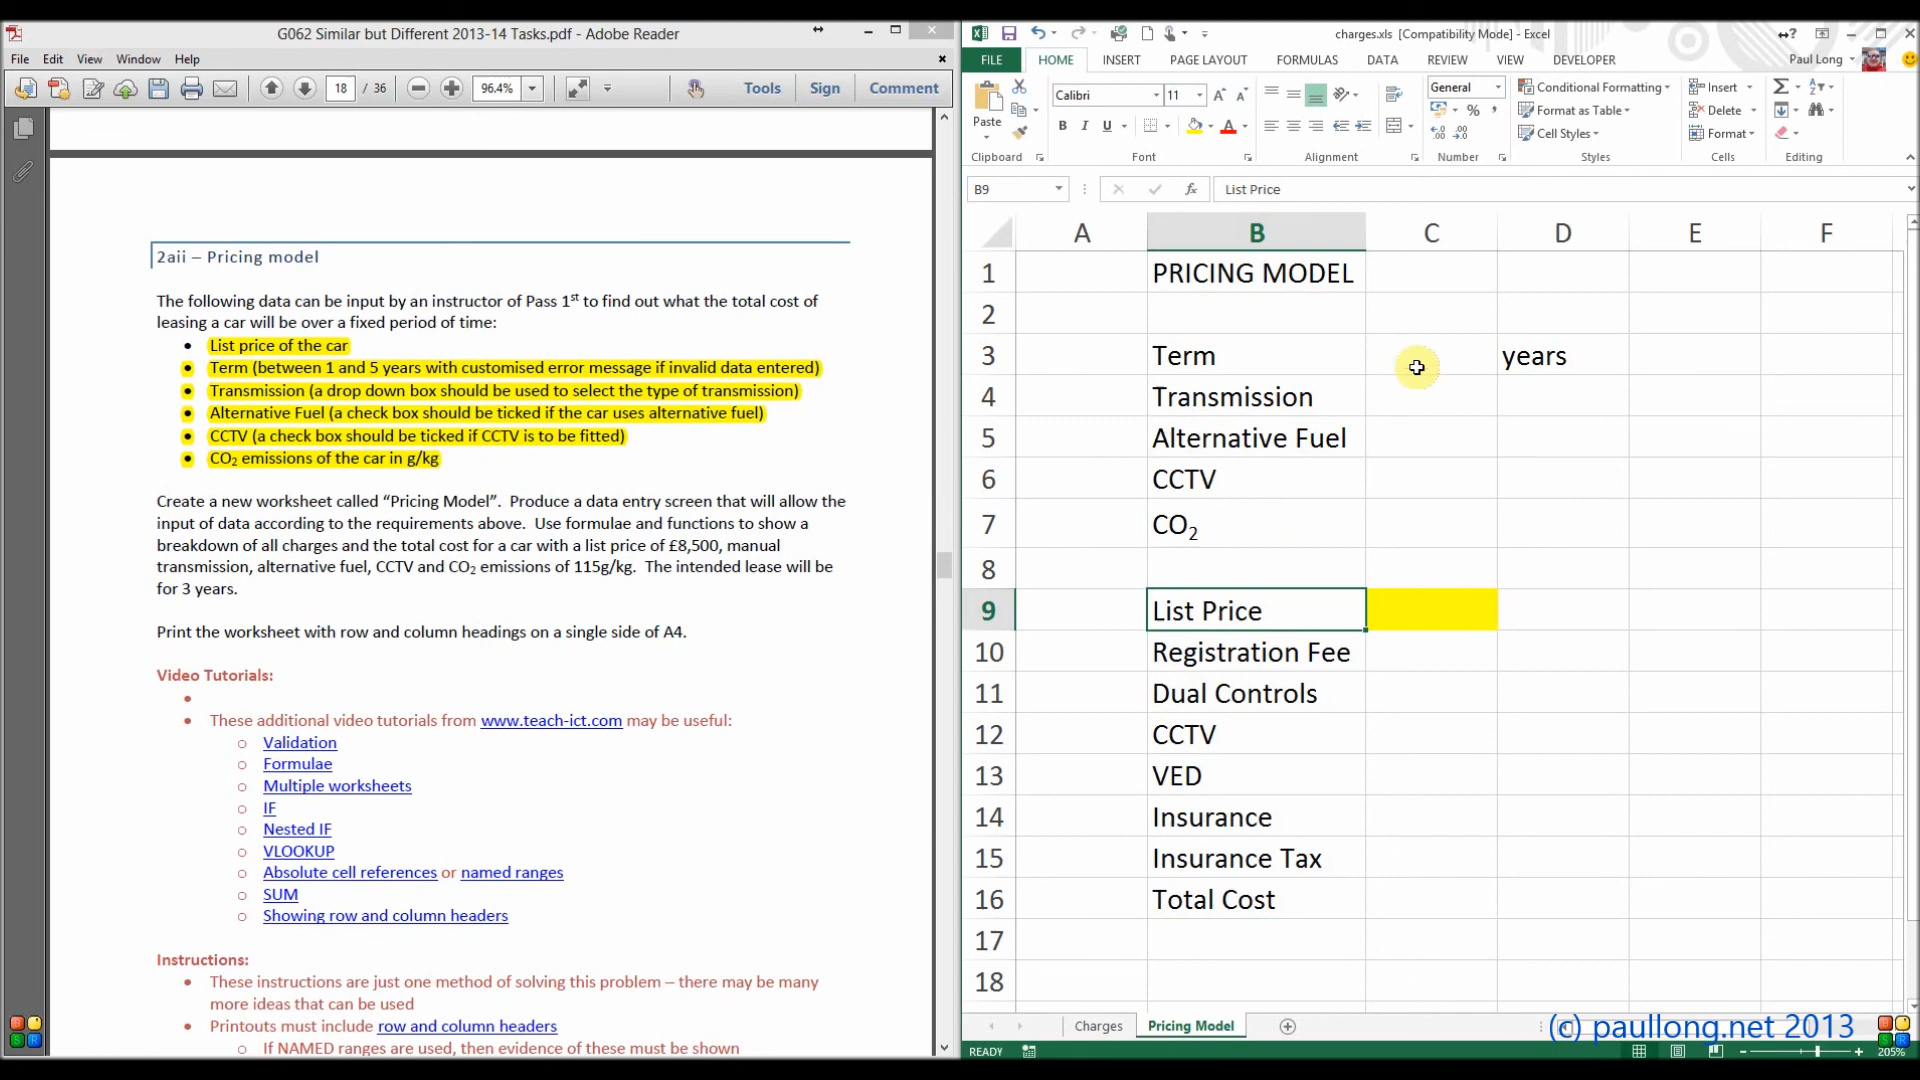 G062 Similar but Different 2013-14 Tasks.pdf - Adobe Reader
File Edit View Window Help
18 / 36 96.4% Tools Sign Comment
2aii – Pricing model
The following data can be input by an instructor of Pass 1st to find out what the total cost of
leasing a car will be over a fixed period of time:
• List price of the car
• Term (between 1 and 5 years with customised error message if invalid data entered)
• Transmission (a drop down box should be used to select the type of transmission)
• Alternative Fuel (a check box should be ticked if the car uses alternative fuel)
• CCTV (a check box should be ticked if CCTV is to be fitted)
• CO2 emissions of the car in g/kg
Create a new worksheet called “Pricing Model”. Produce a data entry screen that will allow the
input of data according to the requirements above. Use formulae and functions to show a
breakdown of all charges and the total cost for a car with a list price of £8,500, manual
transmission, alternative fuel, CCTV and CO2 emissions of 115g/kg. The intended lease will be
for 3 years.
Print the worksheet with row and column headings on a single side of A4.
Video Tutorials:
•
• These additional video tutorials from www.teach-ict.com may be useful:
o Validation
o Formulae
o Multiple worksheets
o IF
o Nested IF
o VLOOKUP
o Absolute cell references or named ranges
o SUM
o Showing row and column headers
Instructions:
• These instructions are just one method of solving this problem – there may be many
more ideas that can be used
• Printouts must include row and column headers
o If NAMED ranges are used, then evidence of these must be shown
charges.xls [Compatibility Mode] - Excel
FILE HOME INSERT PAGE LAYOUT FORMULAS DATA REVIEW VIEW DEVELOPER Paul Long
Paste Calibri 11 General Conditional Formatting Insert
B I U Format as Table Delete
Cell Styles Format
Clipboard Font Alignment Number Styles Cells Editing
B9 fx List Price
A B C D E F
1 PRICING MODEL
2
3 Term years
4 Transmission
5 Alternative Fuel
6 CCTV
7 CO2
8
9 List Price
10 Registration Fee
11 Dual Controls
12 CCTV
13 VED
14 Insurance
15 Insurance Tax
16 Total Cost
17
18
Charges Pricing Model
(c) paullong.net 2013
READY 205%